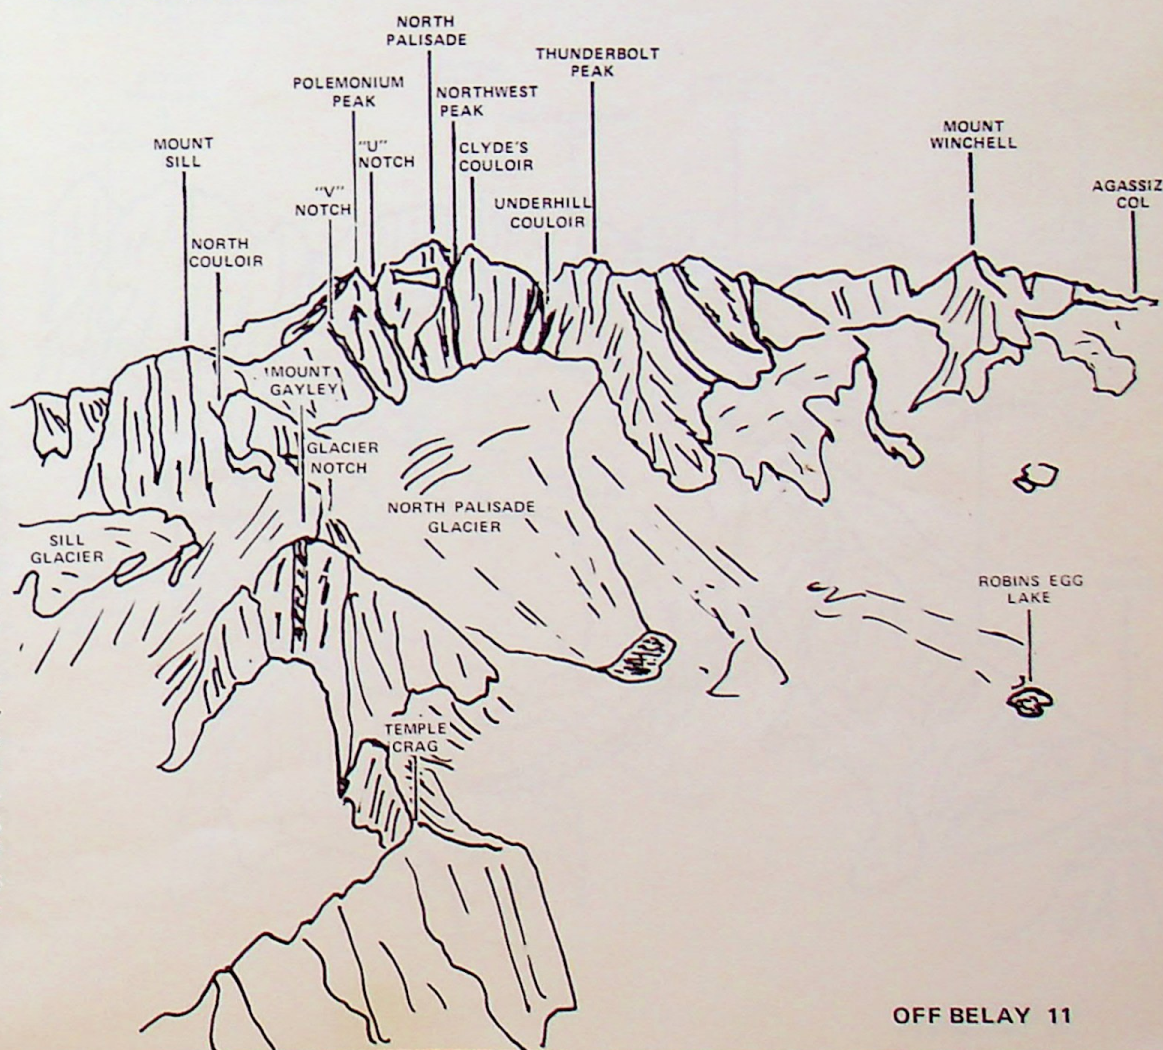 NORTH
PALISADE
THUNDERBOLT
PEAK
POLEMONIUM
PEAK
NORTHWEST
PEAK
MOUNT
SILL
"U"
NOTCH
CLYDE'S
COULOIR
MOUNT
WINCHELL
"V"
NOTCH
UNDERHILL
COULOIR
AGASSIZ
COL
NORTH
COULOIR
MOUNT
GAYLEY
GLACIER
NOTCH
NORTH PALISADE
GLACIER
SILL
GLACIER
ROBINS EGG
LAKE
TEMPLE
CRAG
OFF BELAY 11